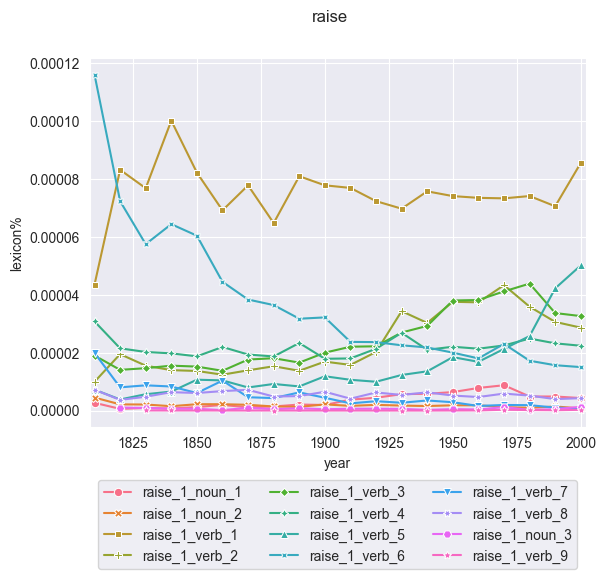 raise
0.00012
0.00010
0.00008
0.00006
0.00004
0.00002
0.00000
lexicon%
1825 1850 1875 1900 1925 1950 1975 2000
year
raise_1_noun_1 raise_1_verb_3 raise_1_verb_7
raise_1_noun_2 raise_1_verb_4 raise_1_verb_8
raise_1_verb_1 raise_1_verb_5 raise_1_noun_3
raise_1_verb_2 raise_1_verb_6 raise_1_verb_9